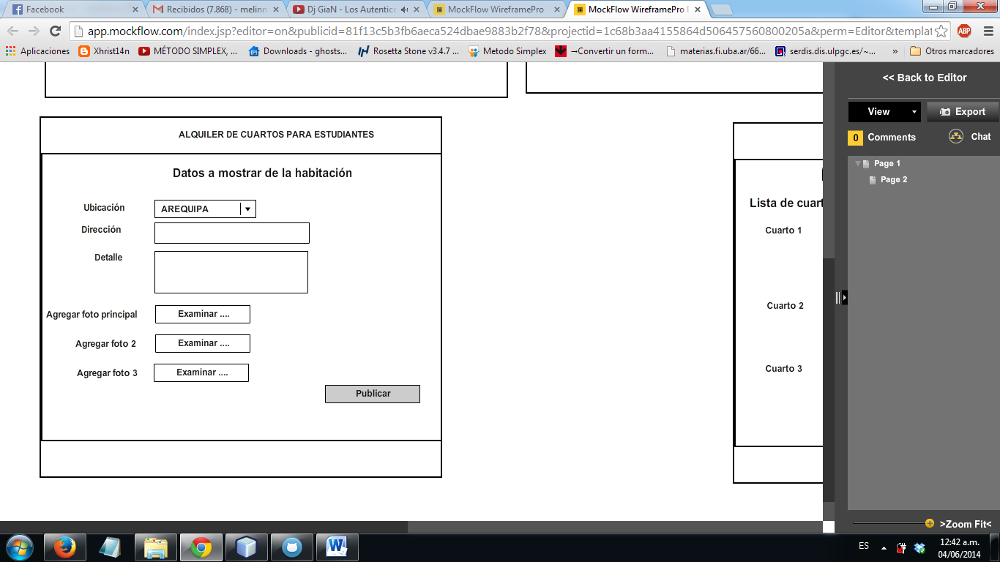 Facebook
Recibidos (7.868) - melinn
Dj GiaN - Los Autentico
MockFlow WireframePro
MockFlow WireframePro E
app.mockflow.com/index.jsp?editor=on&publicid=81f13c5b3fb6aeca524dbae9883b2f78&projectid=1c68b3aa4155864d506457560800205a&perm=Editor&templat
ABP
Aplicaciones
Xhrist14n
MÉTODO SIMPLEX, ...
Downloads - ghosts...
Rosetta Stone v3.4.7 ...
Metodo Simplex
→Convertir un form...
materias.fi.uba.ar/66...
serdis.dis.ulpgc.es/~...
»
Otros marcadores
<< Back to Editor
View
Export
0 Comments
Chat
Page 1
Page 2
ALQUILER DE CUARTOS PARA ESTUDIANTES
Datos a mostrar de la habitación
Ubicación
AREQUIPA
Dirección
Detalle
Agregar foto principal
Examinar ....
Agregar foto 2
Examinar ....
Agregar foto 3
Examinar ....
Publicar
Lista de cuart
Cuarto 1
Cuarto 2
Cuarto 3
>Zoom Fit<
ES
12:42 a.m.
04/06/2014